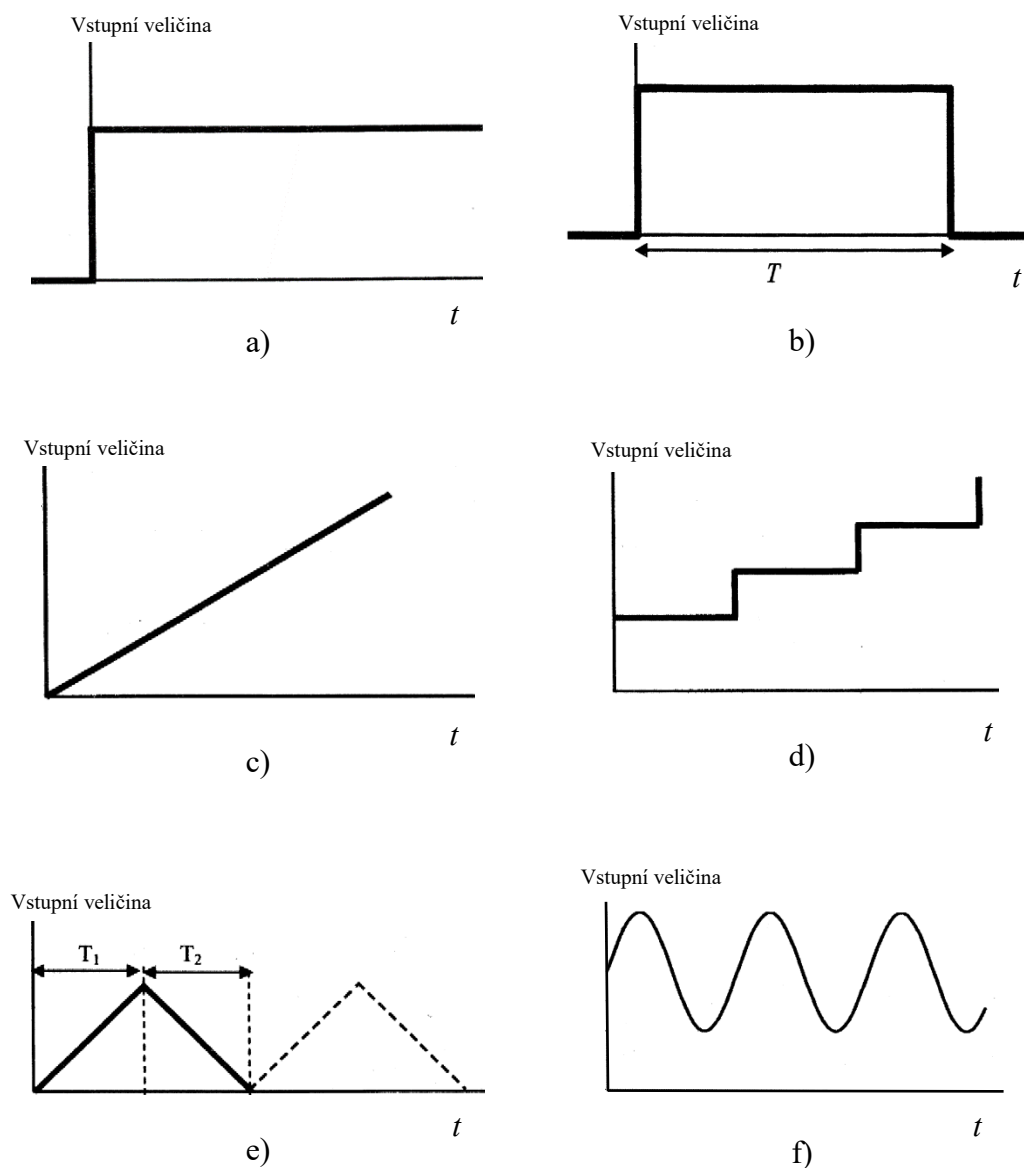 Vstupní veličina
t
a)
Vstupní veličina
T
t
b)
Vstupní veličina
t
c)
Vstupní veličina
t
d)
Vstupní veličina
T₁ T₂
t
e)
Vstupní veličina
t
f)